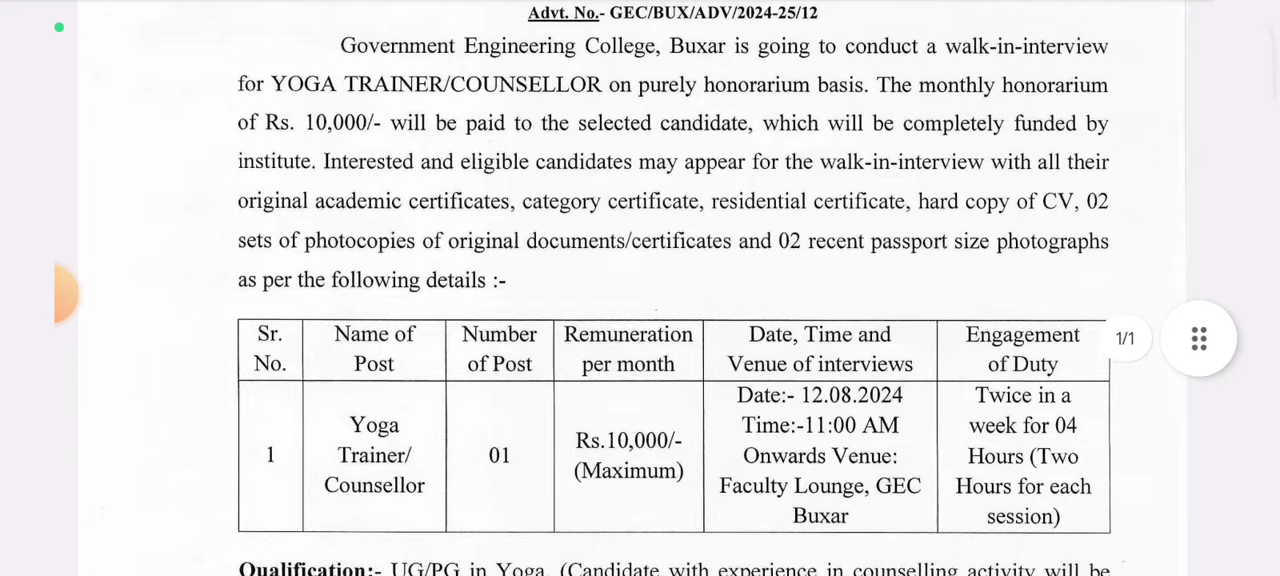 Advt. No.- GEC/BUX/ADV/2024-25/12
Government Engineering College, Buxar is going to conduct a walk-in-interview
for YOGA TRAINER/COUNSELLOR on purely honorarium basis. The monthly honorarium
of Rs. 10,000/- will be paid to the selected candidate, which will be completely funded by
institute. Interested and eligible candidates may appear for the walk-in-interview with all their
original academic certificates, category certificate, residential certificate, hard copy of CV, 02
sets of photocopies of original documents/certificates and 02 recent passport size photographs
as per the following details :-
Sr.
No.
Name of
Post
Number
of Post
Remuneration
per month
Date, Time and
Venue of interviews
Engagement
of Duty
1/1
1
Yoga
Trainer/
Counsellor
01
Rs.10,000/-
(Maximum)
Date:- 12.08.2024
Time:-11:00 AM
Onwards Venue:
Faculty Lounge, GEC
Buxar
Twice in a
week for 04
Hours (Two
Hours for each
session)
Qualification:- UG/PG in Yoga. (Candidate with experience in counselling activity will be